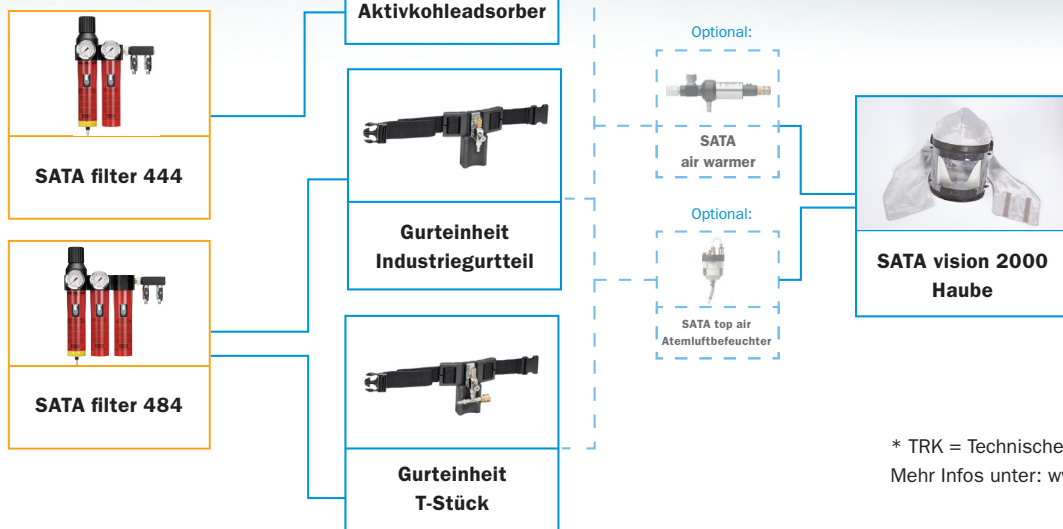 Aktivkohleadsorber
SATA filter 444
Gurteinheit
Industriegurtteil
SATA filter 484
Gurteinheit
T-Stück
Optional:
SATA
air warmer
Optional:
SATA top air
Atemluftbefeuchter
SATA vision 2000
Haube
* TRK = Technische
Mehr Infos unter: